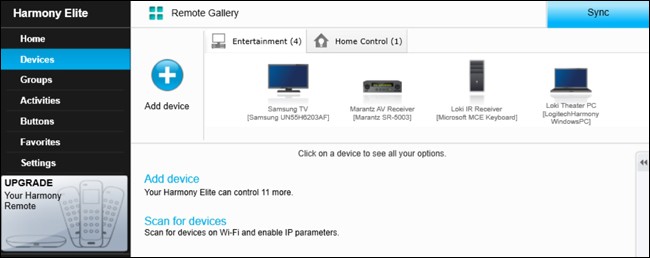 Harmony Elite
Remote Gallery
Sync
Home
Devices
Groups
Activities
Buttons
Favorites
Settings
UPGRADE
Your Harmony
Remote
Entertainment (4)
Home Control (1)
Add device
Samsung TV
[Samsung UN55H6203AF]
Marantz AV Receiver
[Marantz SR-5003]
Loki IR Receiver
[Microsoft MCE Keyboard]
Loki Theater PC
[LogitechHarmony
WindowsPC]
Click on a device to see all your options.
Add device
Your Harmony Elite can control 11 more.
Scan for devices
Scan for devices on Wi-Fi and enable IP parameters.